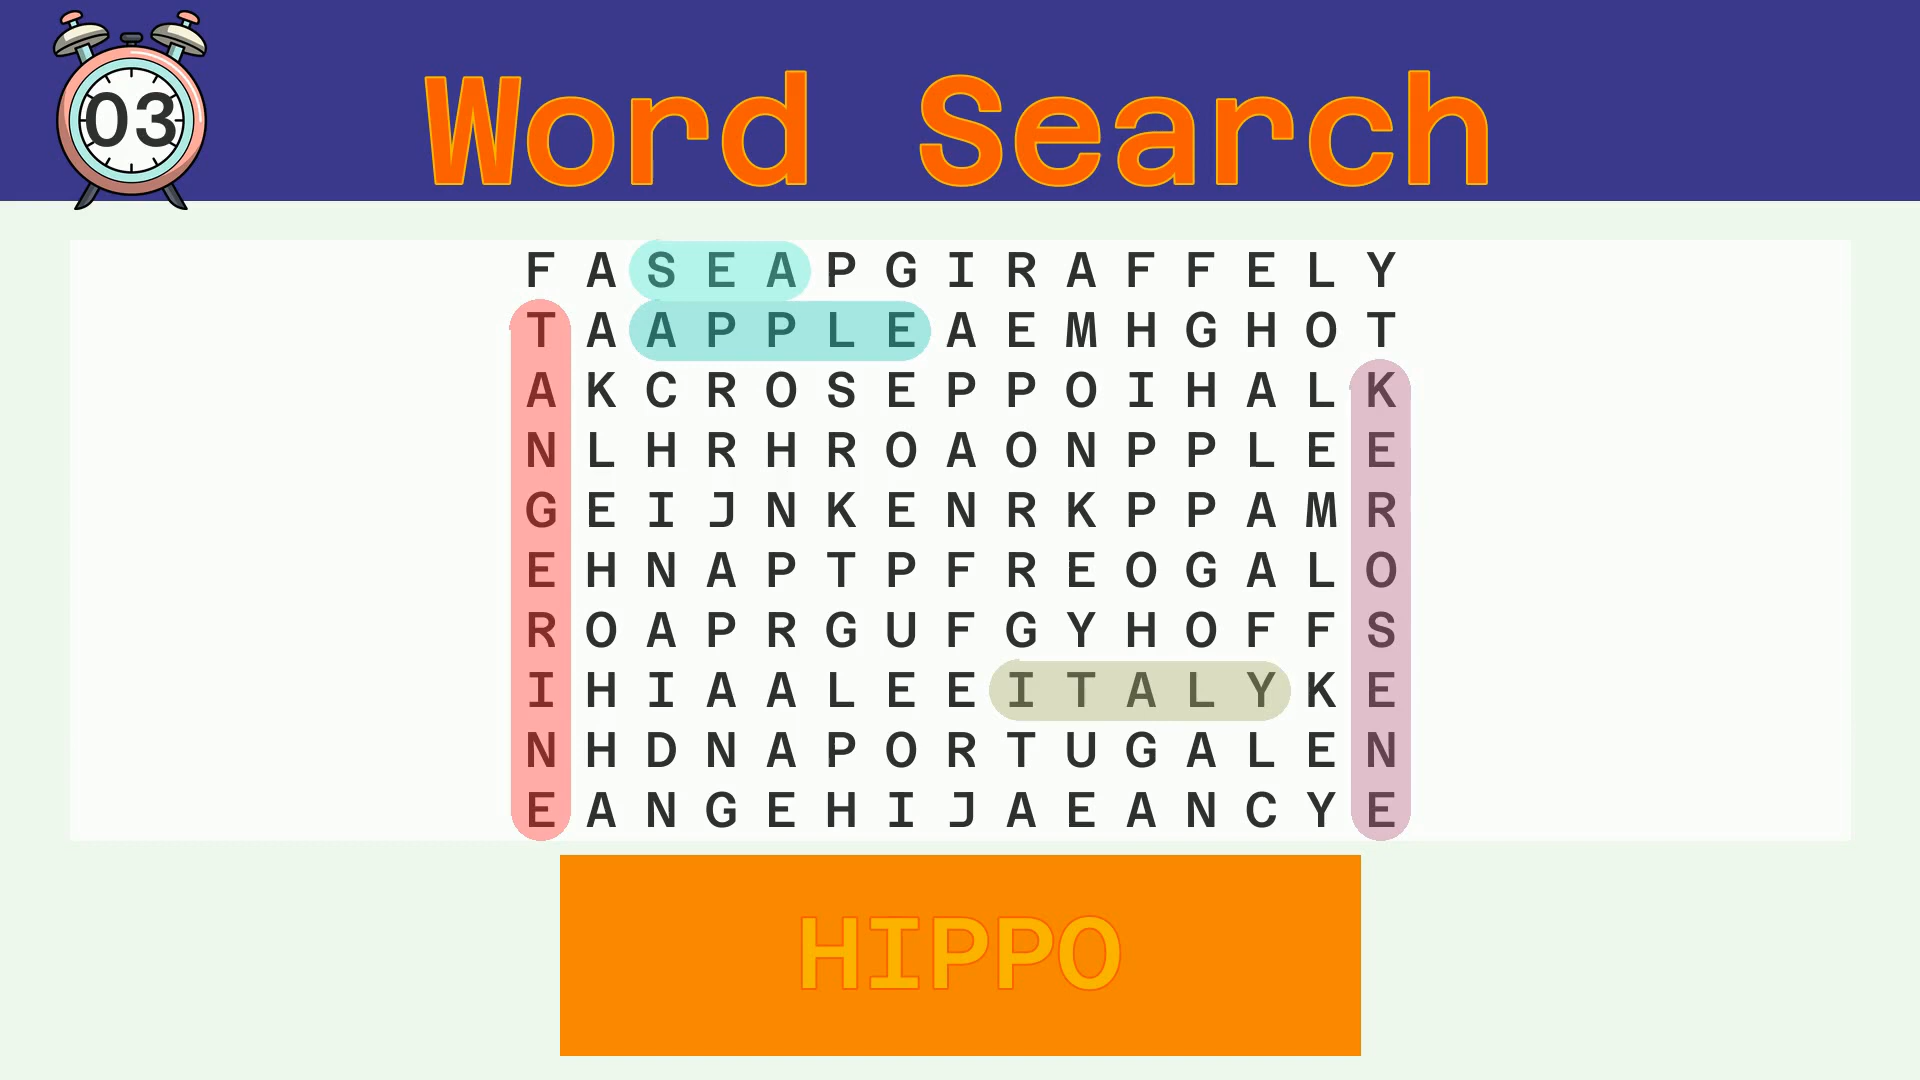 03
Word Search
F A S E A P G I R A F F E L Y
T A A P P L E A E M H G H O T
A K C R O S E P P O I H A L K
N L H R H R O A O N P P L E E
G E I J N K E N R K P P A M R
E H N A P T P F R E O G A L O
R O A P R G U F G Y H O F F S
I H I A A L E E I T A L Y K E
N H D N A P O R T U G A L E N
E A N G E H I J A E A N C Y E
HIPPO